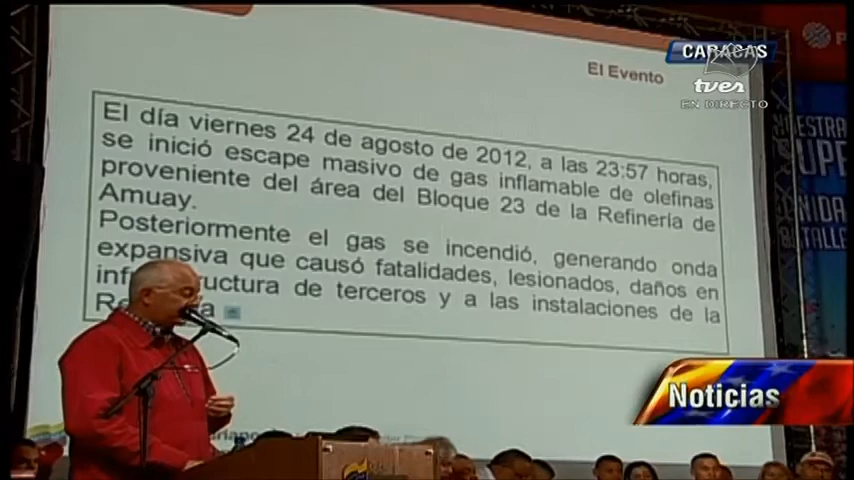 CARACAS
tves
EN DIRECTO
El Evento
El día viernes 24 de agosto de 2012, a las 23:57 horas,
se inició escape masivo de gas inflamable de olefinas
proveniente del área del Bloque 23 de la Refinería de
Amuay.
Posteriormente el gas se incendió, generando onda
expansiva que causó fatalidades, lesionados, daños en
infraestructura de terceros y a las instalaciones de la
Noticias